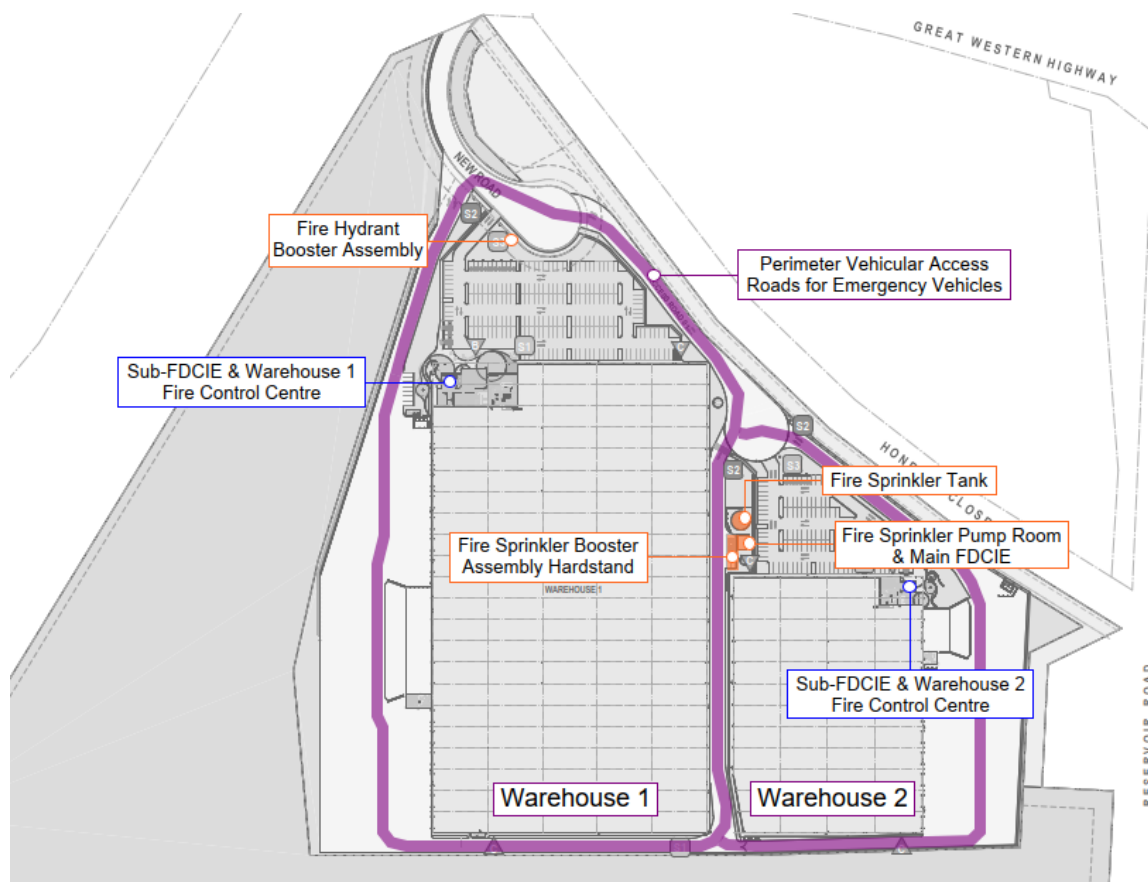 GREAT WESTERN HIGHWAY
NEW ROAD
S2
Fire Hydrant
Booster Assembly
Perimeter Vehicular Access
Roads for Emergency Vehicles
S1
Sub-FDCIE & Warehouse 1
Fire Control Centre
S2
S2
S3
Fire Sprinkler Tank
Fire Sprinkler Booster
Assembly Hardstand
Fire Sprinkler Pump Room
& Main FDCIE
WAREHOUSE 1
Sub-FDCIE & Warehouse 2
Fire Control Centre
RESERVOIR ROAD
Warehouse 1
Warehouse 2